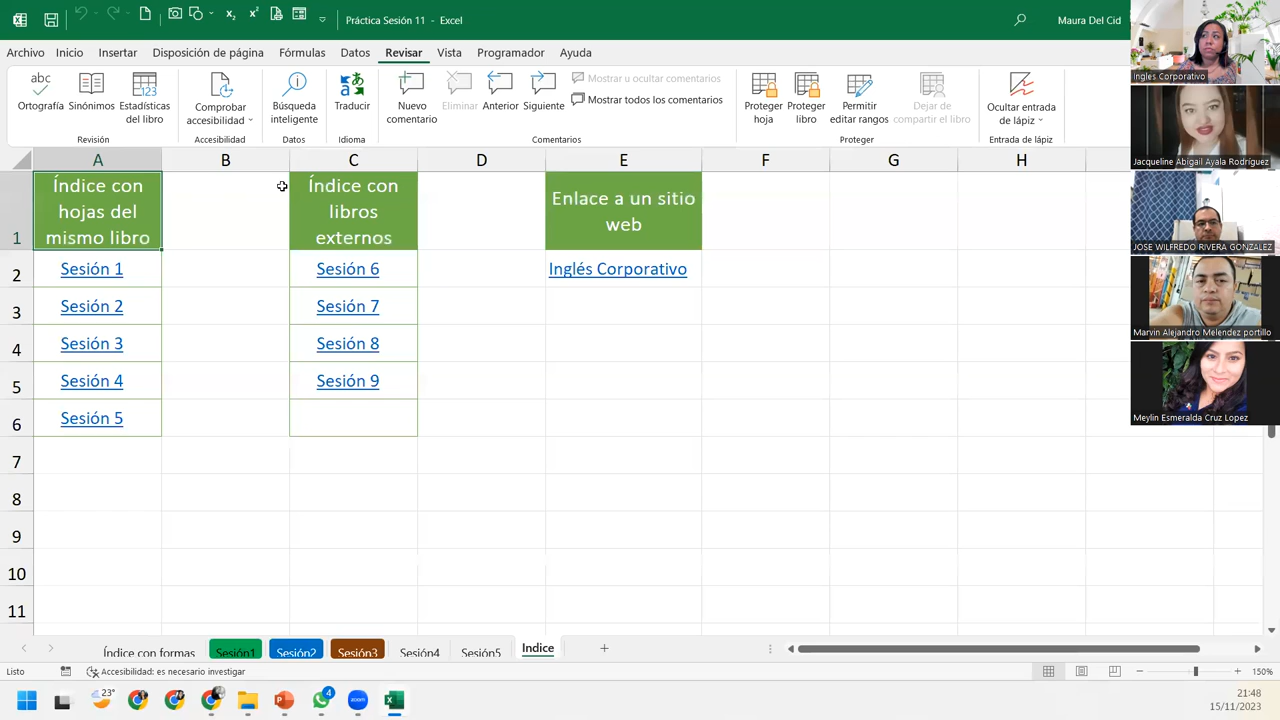 Práctica Sesión 11 - Excel
Maura Del Cid
Archivo Inicio Insertar Disposición de página Fórmulas Datos Revisar Vista Programador Ayuda
abc
Ortografía
Sinónimos
Estadísticas
del libro
Revisión
Comprobar
accesibilidad
Accesibilidad
Búsqueda
inteligente
Datos
Traducir
Idioma
Nuevo
comentario
Eliminar
Anterior
Siguiente
Mostrar u ocultar comentarios
Mostrar todos los comentarios
Comentarios
Proteger
hoja
Proteger
libro
Permitir
editar rangos
Dejar de
compartir el libro
Proteger
Ocultar entrada
de lápiz
Entrada de lápiz
Ingles Corporativo
Jacqueline Abigail Ayala Rodríguez
JOSE WILFREDO RIVERA GONZALEZ
Marvin Alejandro Melendez portillo
Meylin Esmeralda Cruz Lopez
A B C D E F G H
1
Índice con
hojas del
mismo libro
Índice con
libros
externos
Enlace a un sitio
web
2 Sesión 1 Sesión 6 Inglés Corporativo
3 Sesión 2 Sesión 7
4 Sesión 3 Sesión 8
5 Sesión 4 Sesión 9
6 Sesión 5
7
8
9
10
11
Índice con formas Sesión1 Sesión2 Sesión3 Sesión4 Sesión5 Indice
Listo Accesibilidad: es necesario investigar 150%
23° 4 zoom
21:48
15/11/2023